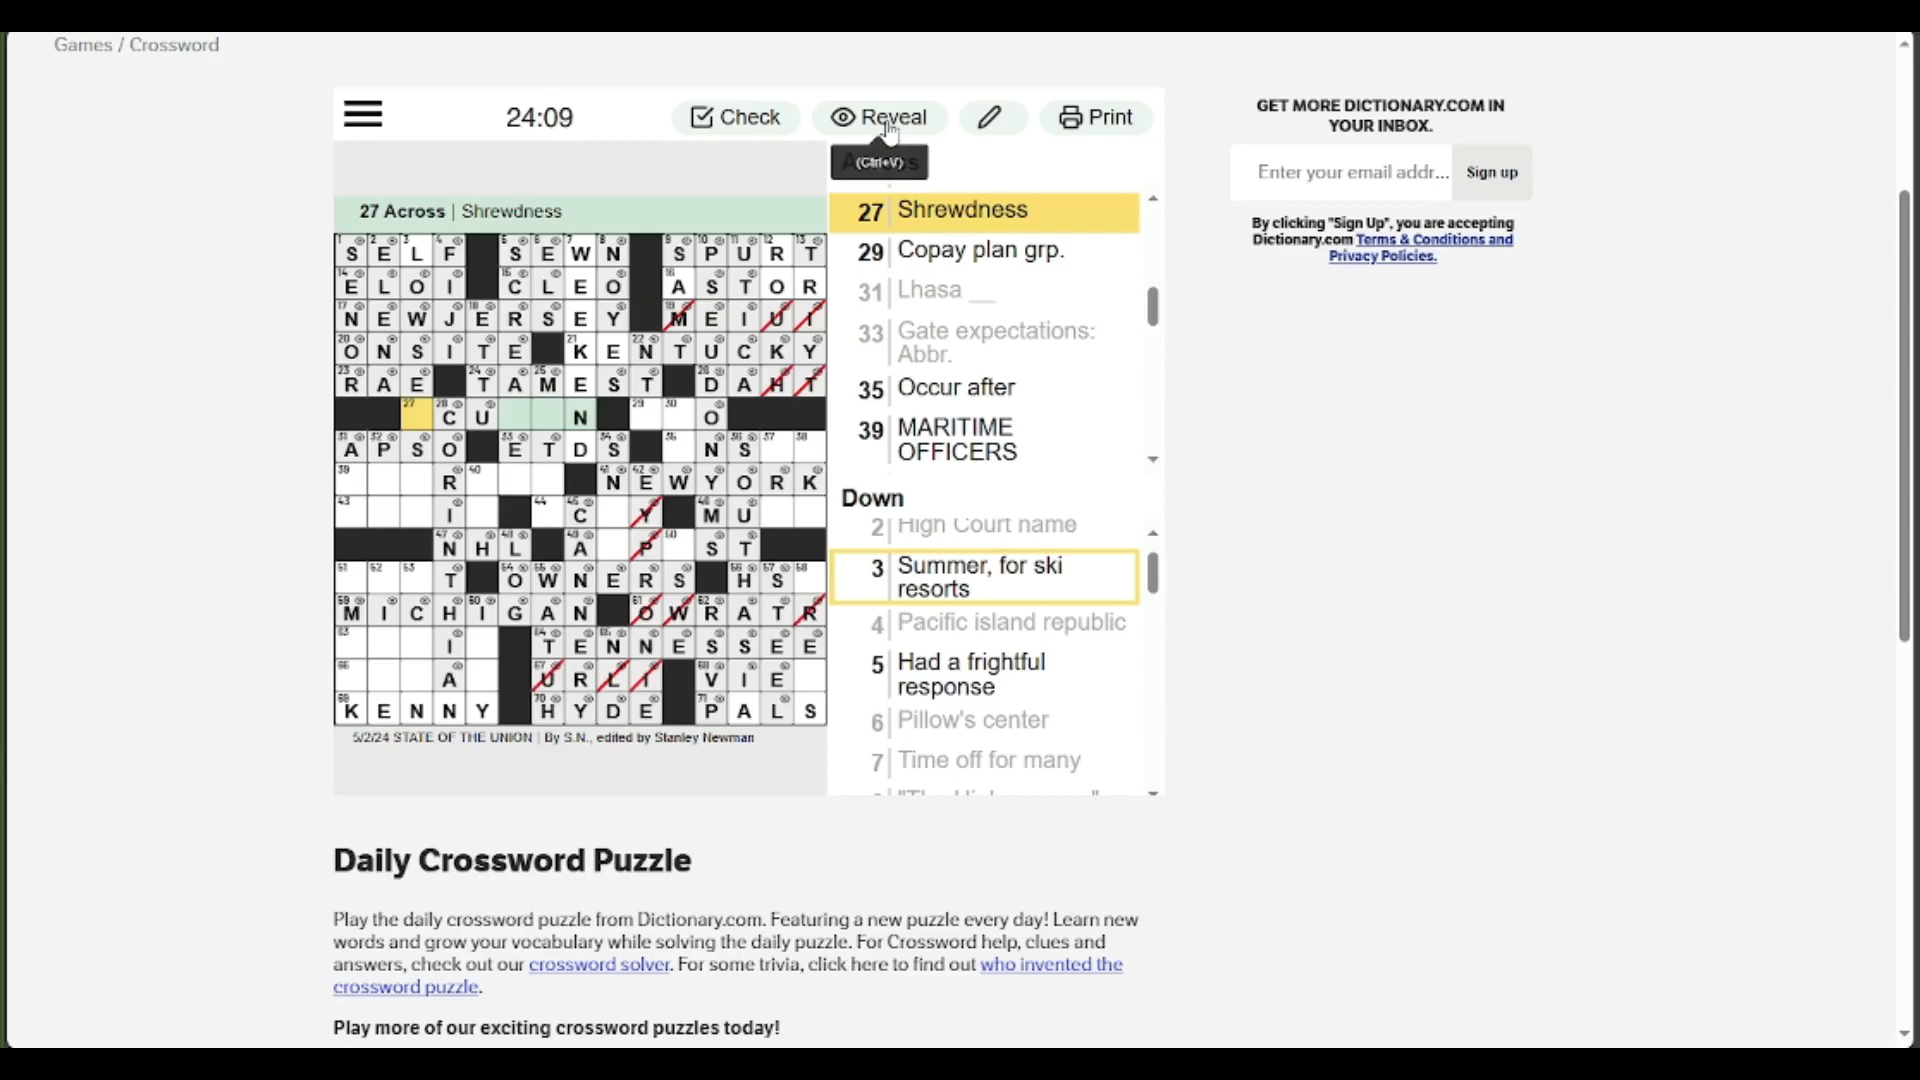 Games / Crossword
24:09
Check
Reveal
Print
(Ctrl+V)
27 Across | Shrewdness
S E L F S E W N S P U R T
E L O I C L E O A S T O R
N E W J E R S E Y M E I U I
O N S I T E K E N T U C K Y
R A E T A M E S T D A H T
C U N O
A P S O E T D S N S
R N E W Y O R K
I C Y M U
N H L A P S T
T O W N E R S H S
M I C H I G A N O W R A T R
I T E N N E S S E E
A U R L I V I E
K E N N Y H Y D E P A L S
5/2/24 STATE OF THE UNION | By S.N., edited by Stanley Newman
27 Shrewdness
29 Copay plan grp.
31 Lhasa __
33 Gate expectations:
Abbr.
35 Occur after
39 MARITIME
OFFICERS
Down
2 High Court name
3 Summer, for ski
resorts
4 Pacific island republic
5 Had a frightful
response
6 Pillow's center
7 Time off for many
GET MORE DICTIONARY.COM IN
YOUR INBOX.
Enter your email addr...
Sign up
By clicking "Sign Up", you are accepting
Dictionary.com Terms & Conditions and
Privacy Policies.
Daily Crossword Puzzle
Play the daily crossword puzzle from Dictionary.com. Featuring a new puzzle every day! Learn new
words and grow your vocabulary while solving the daily puzzle. For Crossword help, clues and
answers, check out our crossword solver. For some trivia, click here to find out who invented the
crossword puzzle.
Play more of our exciting crossword puzzles today!